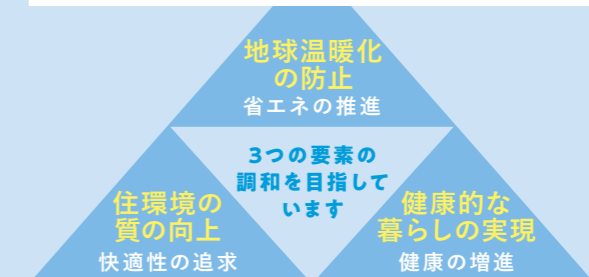 地球温暖化
の防止
省エネの推進
3つの要素の
調和を目指して
います
住環境の
質の向上
快適性の追求
健康的な
暮らしの実現
健康の増進